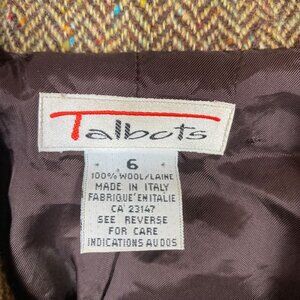 Talbots
6
100% WOOL/LAINE
MADE IN ITALY
FABRIQUE' EN ITALIE
CA' 23147
SEE REVERSE
FOR CARE
INDICATIONS AU DOS